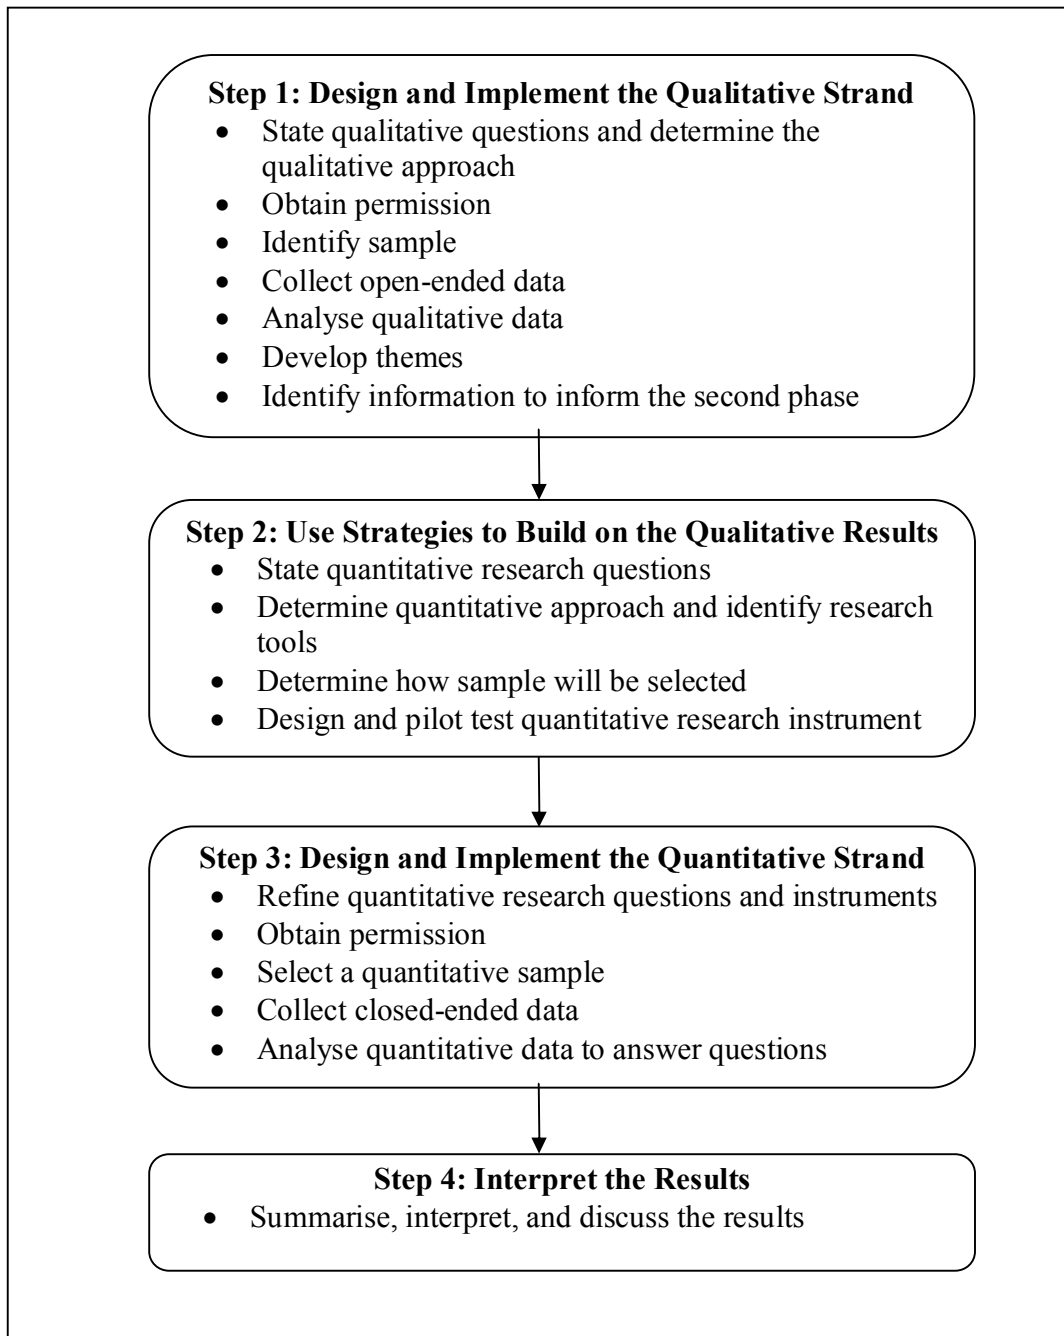 Step 1: Design and Implement the Qualitative Strand
• State qualitative questions and determine the
qualitative approach
• Obtain permission
• Identify sample
• Collect open-ended data
• Analyse qualitative data
• Develop themes
• Identify information to inform the second phase
Step 2: Use Strategies to Build on the Qualitative Results
• State quantitative research questions
• Determine quantitative approach and identify research
tools
• Determine how sample will be selected
• Design and pilot test quantitative research instrument
Step 3: Design and Implement the Quantitative Strand
• Refine quantitative research questions and instruments
• Obtain permission
• Select a quantitative sample
• Collect closed-ended data
• Analyse quantitative data to answer questions
Step 4: Interpret the Results
• Summarise, interpret, and discuss the results